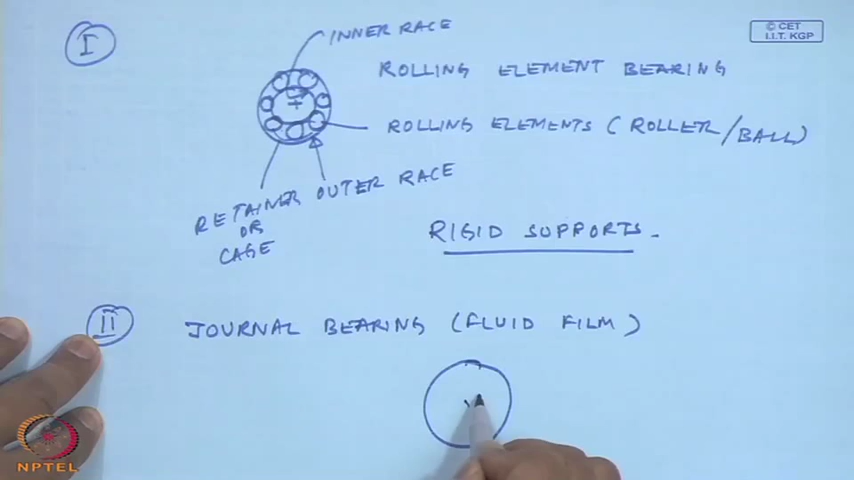 I
INNER RACE
© CET
I.I.T. KGP
ROLLING ELEMENT BEARING
ROLLING ELEMENTS (ROLLER/BALL)
RETAINER
OR
CAGE
OUTER RACE
RIGID SUPPORTS.
II
JOURNAL BEARING (FLUID FILM)
NPTEL